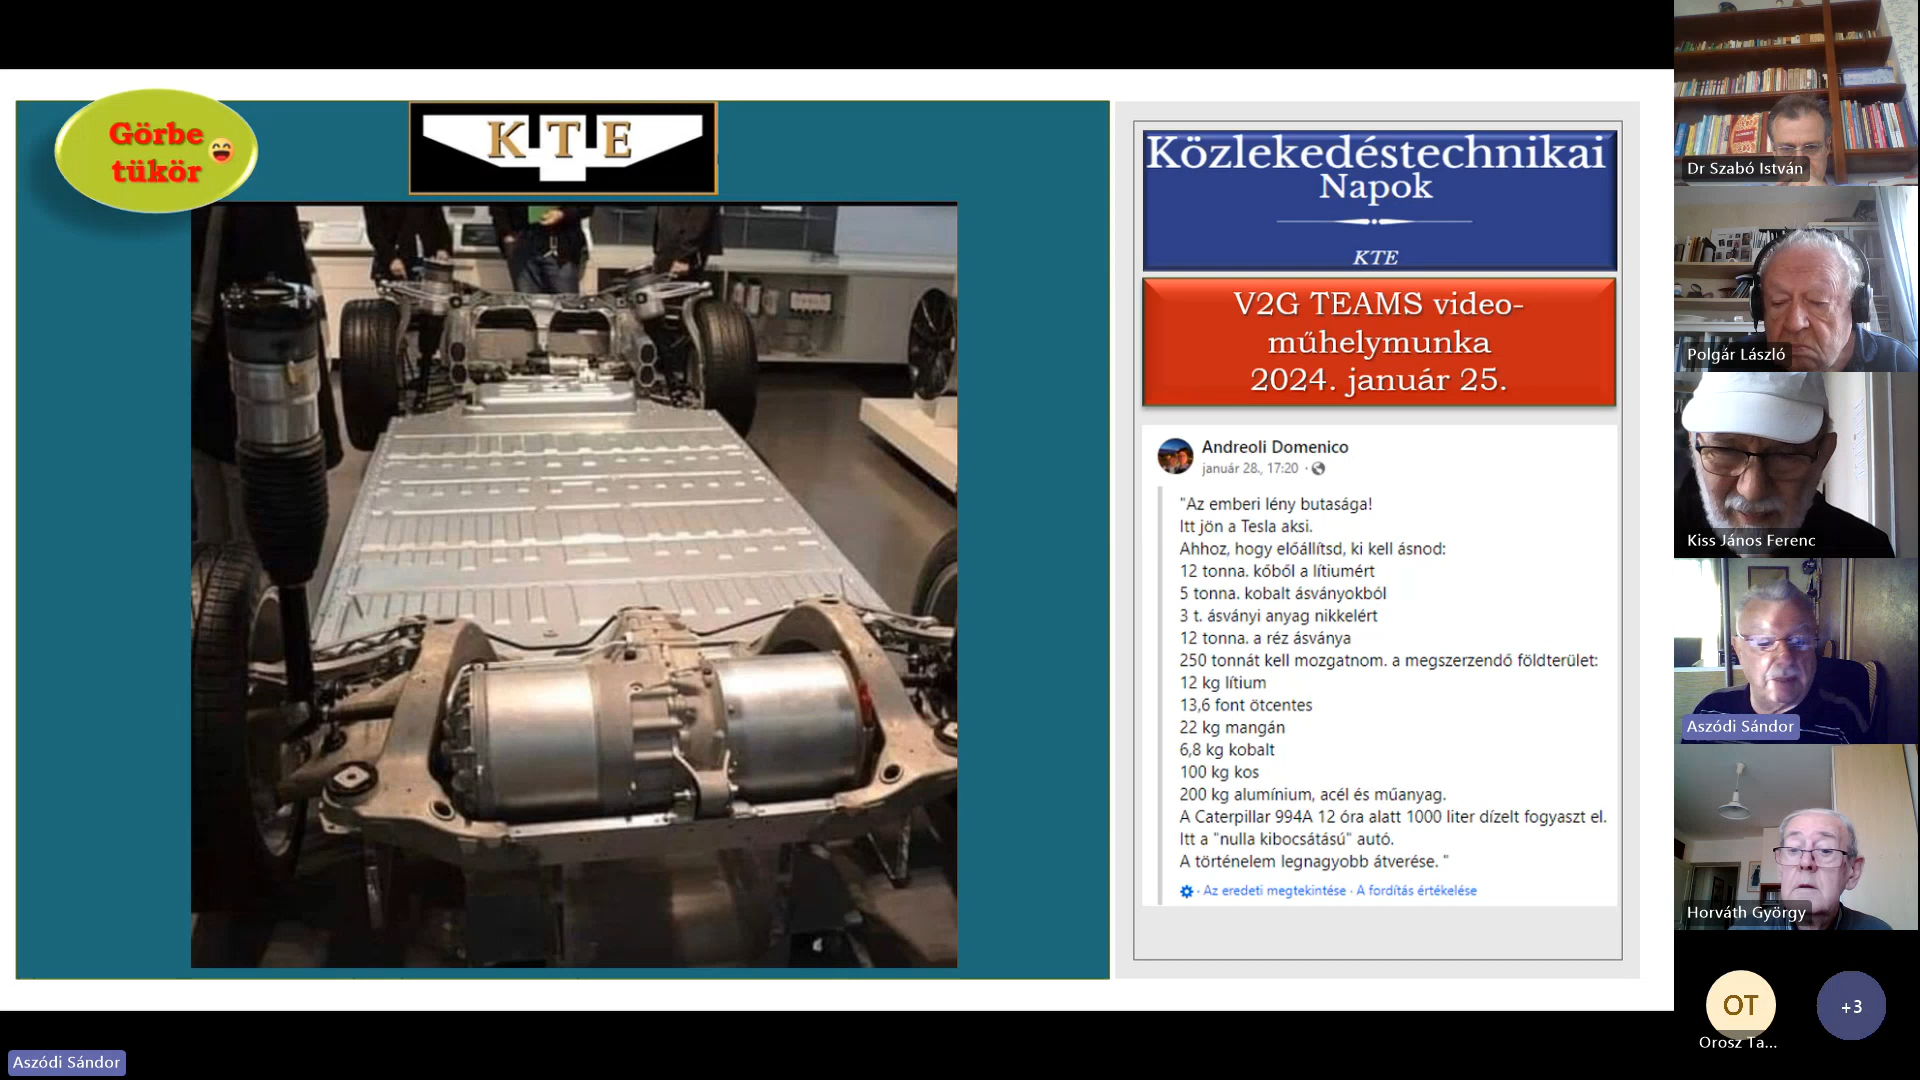 Görbe
tükör
KTE
Közlekedéstechnikai
Napok
KTE
V2G TEAMS video-
műhelymunka
2024. január 25.
Andreoli Domenico
január 28., 17:20 ·
"Az emberi lény butasága!
Itt jön a Tesla aksi.
Ahhoz, hogy előállítsd, ki kell ásnod:
12 tonna. kőből a lítiumért
5 tonna. kobalt ásványokból
3 t. ásványi anyag nikkelért
12 tonna. a réz ásványa
250 tonnát kell mozgatnom. a megszerzendő földterület:
12 kg lítium
13,6 font ötcentes
22 kg mangán
6,8 kg kobalt
100 kg kos
200 kg alumínium, acél és műanyag.
A Caterpillar 994A 12 óra alatt 1000 liter dízelt fogyaszt el.
Itt a "nulla kibocsátású" autó.
A történelem legnagyobb átverése. "
· Az eredeti megtekintése · A fordítás értékelése
Dr Szabó István
Polgár László
Kiss János Ferenc
Aszódi Sándor
Horváth György
OT
+3
Orosz Ta...
Aszódi Sándor